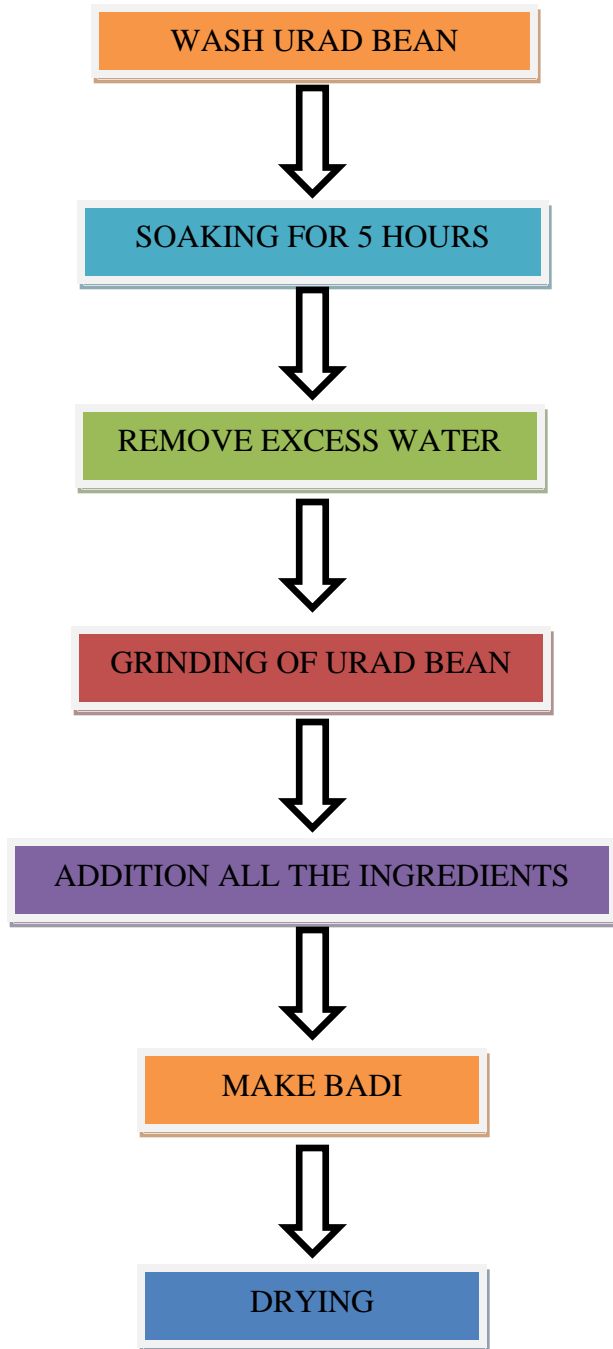 WASH URAD BEAN
SOAKING FOR 5 HOURS
REMOVE EXCESS WATER
GRINDING OF URAD BEAN
ADDITION ALL THE INGREDIENTS
MAKE BADI
DRYING